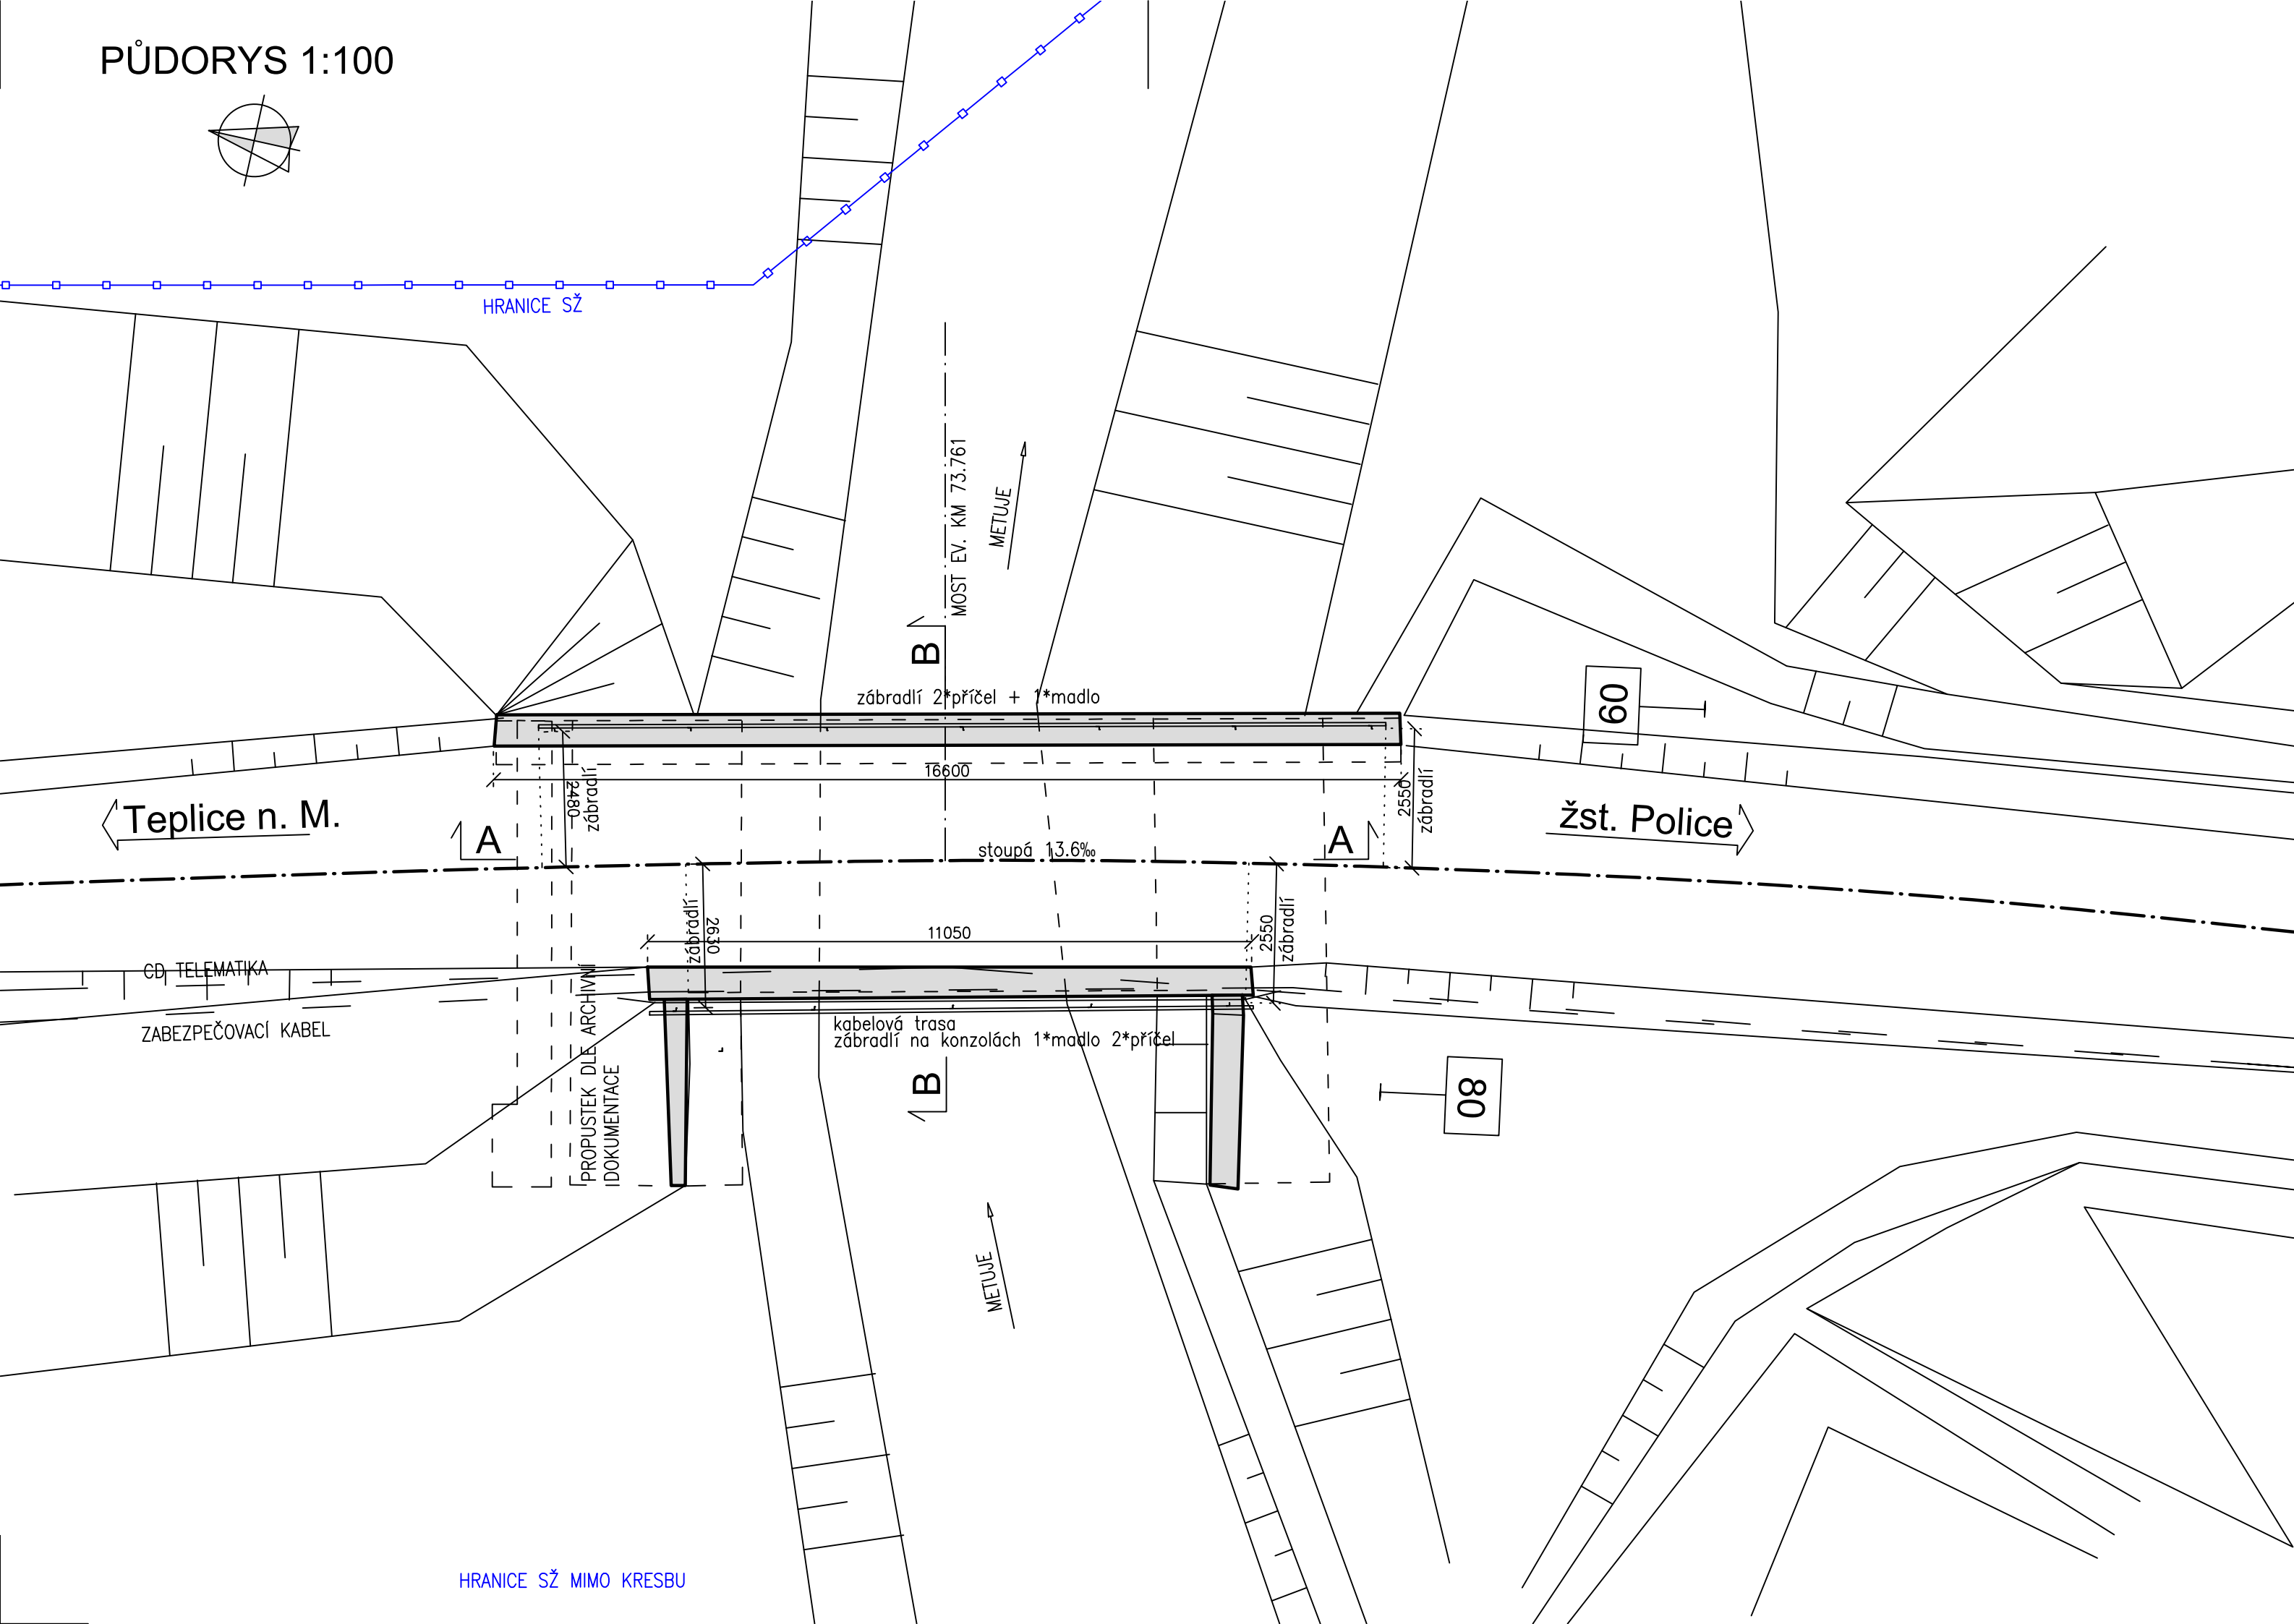 PŮDORYS 1:100
HRANICE SŽ
MOST EV. KM 73.761
METUJE
B
zábradlí 2*příčel + 1*madlo
60
16600
2480
zábradlí
2550
zábradlí
Teplice n. M.
A
A
žst. Police
stoupá 13.6‰
zábradlí
2630
11050
2550
zábradlí
CD TELEMATIKA
ZABEZPEČOVACÍ KABEL
kabelová trasa
zábradlí na konzolách 1*madlo 2*příčel
PROPUSTEK DLE ARCHIVNÍ
DOKUMENTACE
B
80
METUJE
HRANICE SŽ MIMO KRESBU